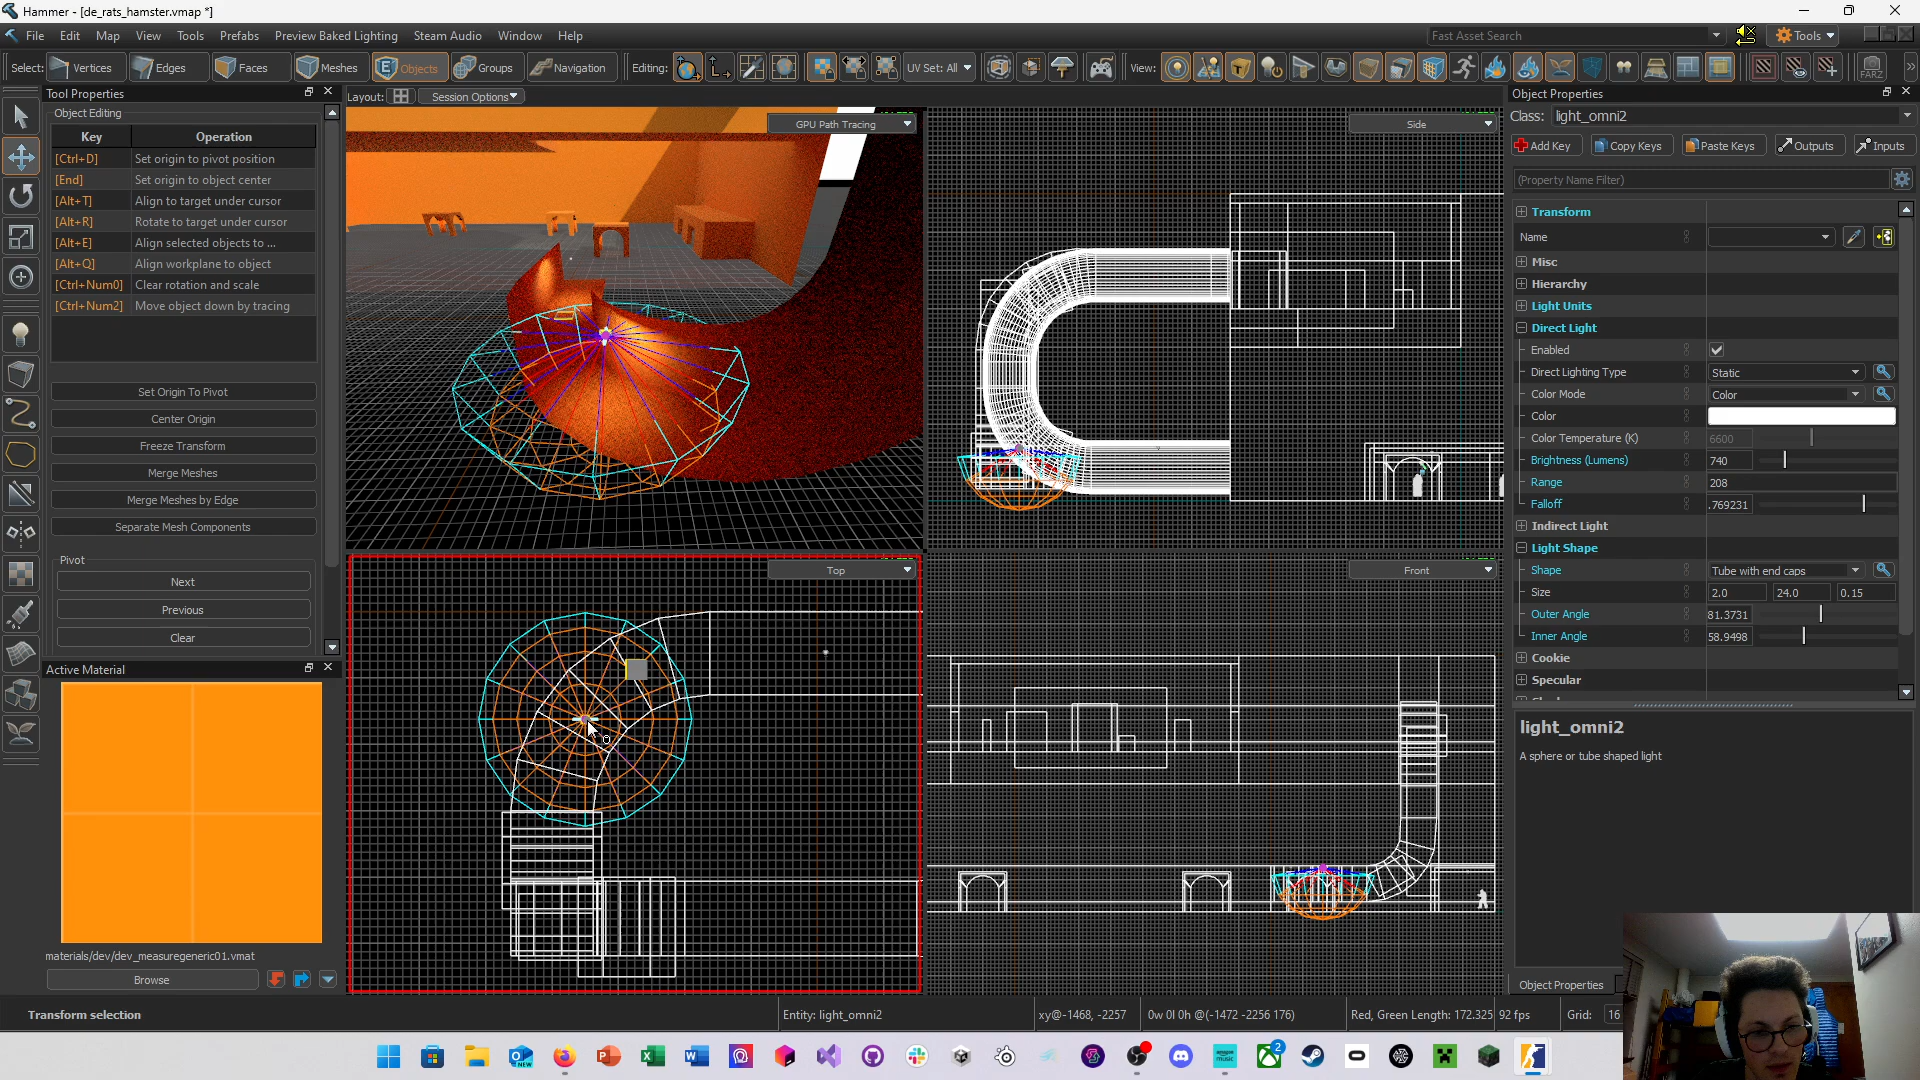 Hammer - [de_rats_hamster.vmap *]
File Edit Map View Tools Prefabs Preview Baked Lighting Steam Audio Window Help
Fast Asset Search
Tools
Select: Vertices Edges Faces Meshes Objects Groups Navigation Editing: UV Set: All View: FARZ
Tool Properties
Layout: Session Options
Object Editing
Key Operation
[Ctrl+D] Set origin to pivot position
[End] Set origin to object center
[Alt+T] Align to target under cursor
[Alt+R] Rotate to target under cursor
[Alt+E] Align selected objects to ...
[Alt+Q] Align workplane to object
[Ctrl+Num0] Clear rotation and scale
[Ctrl+Num2] Move object down by tracing
Set Origin To Pivot
Center Origin
Freeze Transform
Merge Meshes
Merge Meshes by Edge
Separate Mesh Components
Pivot
Next
Previous
Clear
Active Material
materials/dev/dev_measuregeneric01.vmat
Browse
GPU Path Tracing
Side
Top
Front
Object Properties
Class: light_omni2
Add Key Copy Keys Paste Keys Outputs Inputs
(Property Name Filter)
Transform
Name
Misc
Hierarchy
Light Units
Direct Light
Enabled
Direct Lighting Type Static
Color Mode Color
Color
Color Temperature (K) 6600
Brightness (Lumens) 740
Range 208
Falloff .769231
Indirect Light
Light Shape
Shape Tube with end caps
Size 2.0 24.0 0.15
Outer Angle 81.3731
Inner Angle 58.9498
Cookie
Specular
light_omni2
A sphere or tube shaped light
Object Properties
Transform selection
Entity: light_omni2
xy@-1468, -2257
0w 0l 0h @(-1472 -2256 176)
Red, Green Length: 172.325
92 fps
Grid: 16
NEW
2